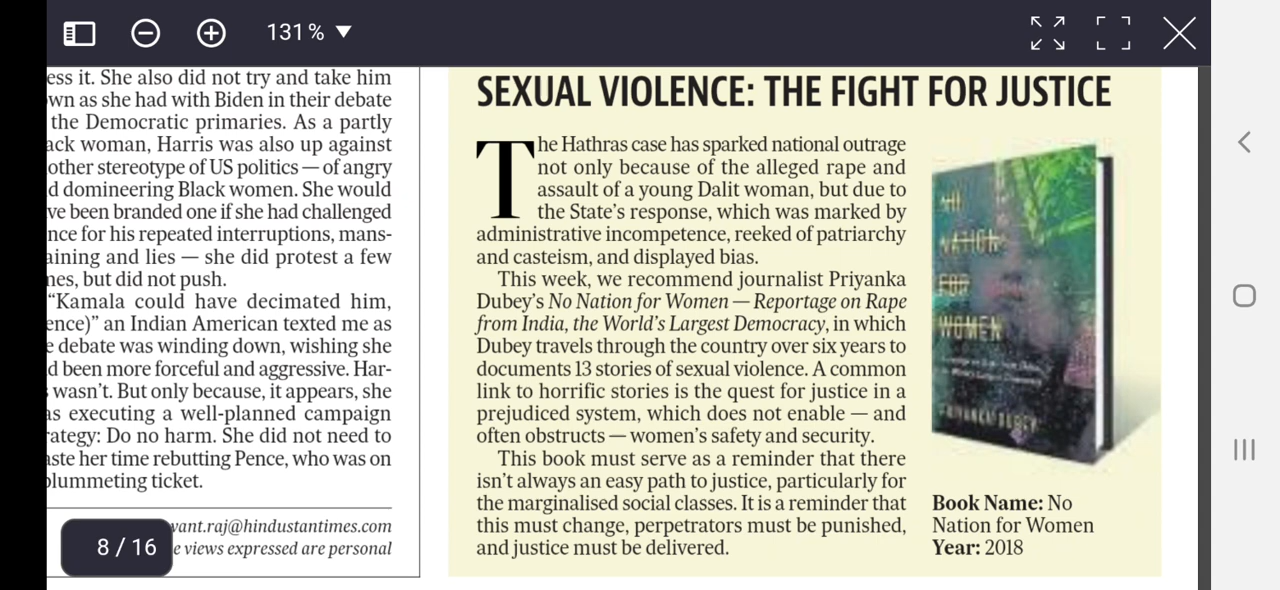 131 %
ess it. She also did not try and take him
wn as she had with Biden in their debate
the Democratic primaries. As a partly
ack woman, Harris was also up against
other stereotype of US politics — of angry
d domineering Black women. She would
ve been branded one if she had challenged
nce for his repeated interruptions, mans-
aining and lies — she did protest a few
nes, but did not push.
“Kamala could have decimated him,
ence)” an Indian American texted me as
e debate was winding down, wishing she
d been more forceful and aggressive. Har-
s wasn’t. But only because, it appears, she
as executing a well-planned campaign
rategy: Do no harm. She did not need to
aste her time rebutting Pence, who was on
plummeting ticket.
vant.raj@hindustantimes.com
e views expressed are personal
8 / 16
SEXUAL VIOLENCE: THE FIGHT FOR JUSTICE
The Hathras case has sparked national outrage
not only because of the alleged rape and
assault of a young Dalit woman, but due to
the State’s response, which was marked by
administrative incompetence, reeked of patriarchy
and casteism, and displayed bias.
This week, we recommend journalist Priyanka
Dubey’s No Nation for Women — Reportage on Rape
from India, the World’s Largest Democracy, in which
Dubey travels through the country over six years to
documents 13 stories of sexual violence. A common
link to horrific stories is the quest for justice in a
prejudiced system, which does not enable — and
often obstructs — women’s safety and security.
This book must serve as a reminder that there
isn’t always an easy path to justice, particularly for
the marginalised social classes. It is a reminder that
this must change, perpetrators must be punished,
and justice must be delivered.
NATION
FOR
WOMEN
PRIYANKA DUBEY
Book Name: No
Nation for Women
Year: 2018